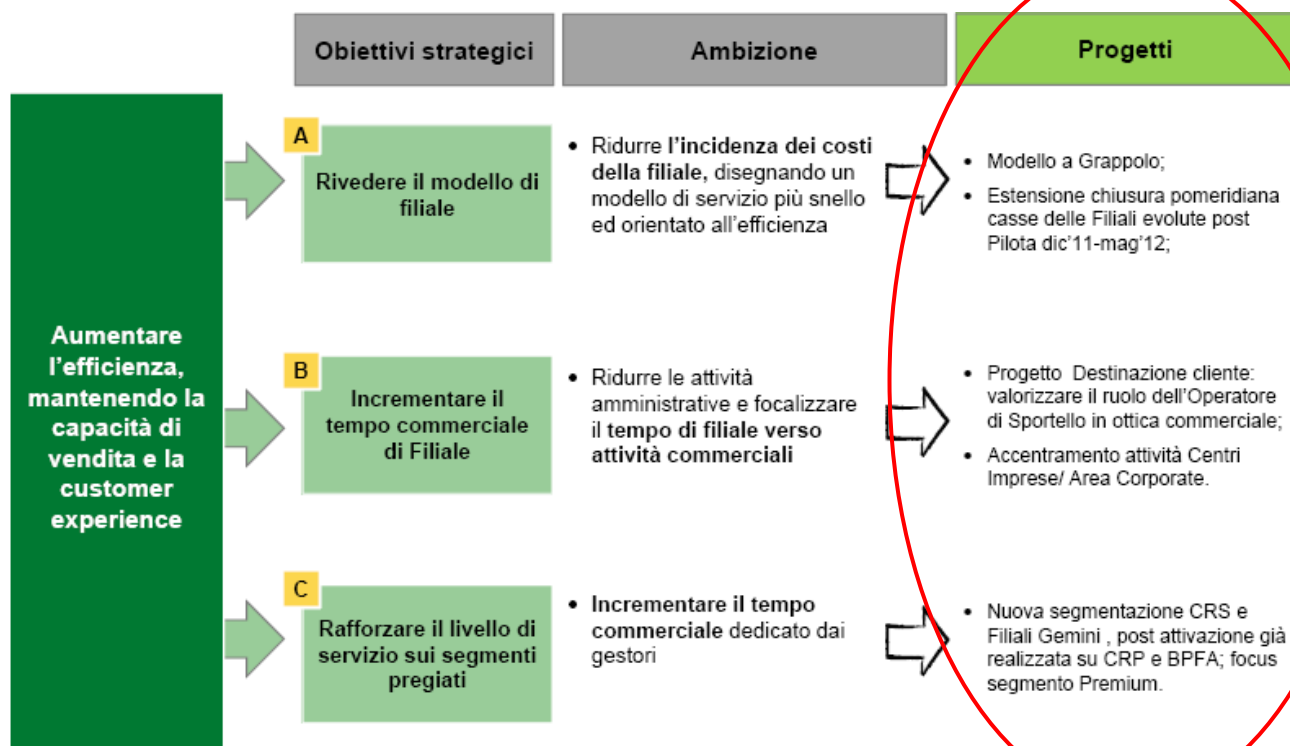 Obiettivi strategici
Ambizione
Progetti
Aumentare
l'efficienza,
mantenendo la
capacità di
vendita e la
customer
experience
A
Rivedere il modello di
filiale
• Ridurre l'incidenza dei costi
della filiale, disegnando un
modello di servizio più snello
ed orientato all'efficienza
• Modello a Grappolo;
• Estensione chiusura pomeridiana
casse delle Filiali evolute post
Pilota dic'11-mag'12;
B
Incrementare il
tempo commerciale
di Filiale
• Ridurre le attività
amministrative e focalizzare
il tempo di filiale verso
attività commerciali
• Progetto Destinazione cliente:
valorizzare il ruolo dell'Operatore
di Sportello in ottica commerciale;
• Accentramento attività Centri
Imprese/ Area Corporate.
C
Rafforzare il livello di
servizio sui segmenti
pregiati
• Incrementare il tempo
commerciale dedicato dai
gestori
• Nuova segmentazione CRS e
Filiali Gemini , post attivazione già
realizzata su CRP e BPFA; focus
segmento Premium.